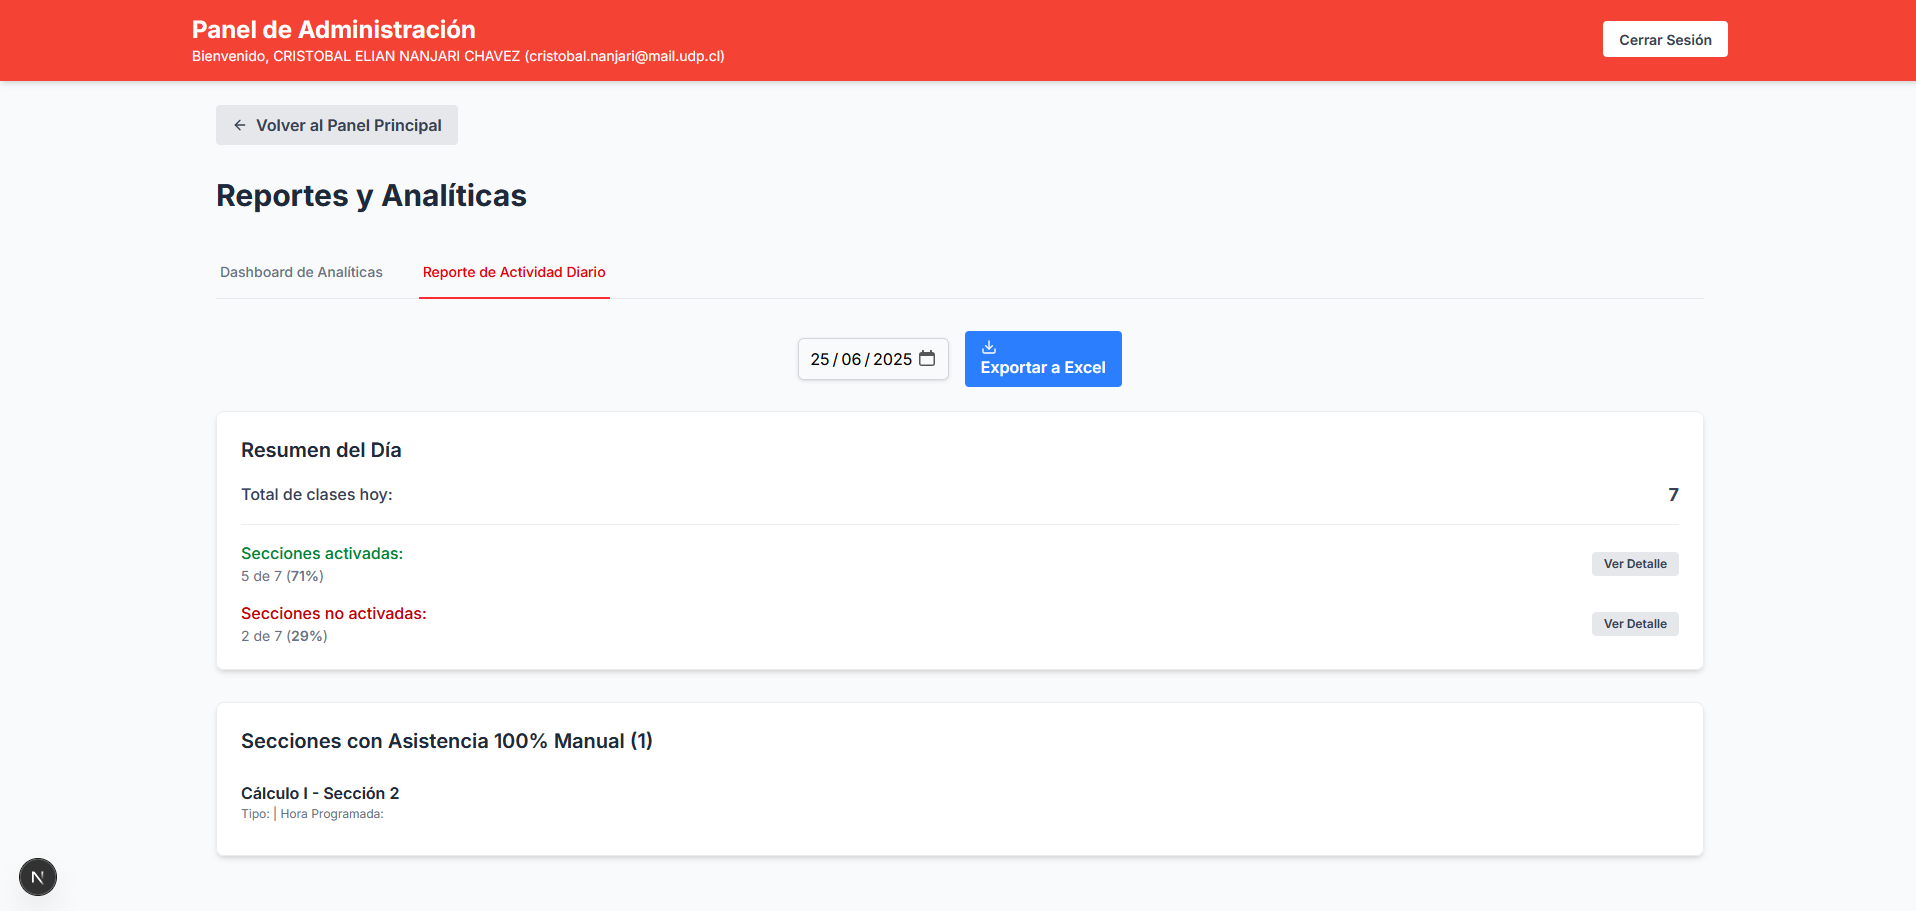 Panel de Administración
Bienvenido, CRISTOBAL ELIAN NANJARI CHAVEZ (cristobal.nanjari@mail.udp.cl)
Cerrar Sesión
← Volver al Panel Principal
Reportes y Analíticas
Dashboard de Analíticas
Reporte de Actividad Diario
25/06/2025
Exportar a Excel
Resumen del Día
Total de clases hoy:
7
Secciones activadas:
5 de 7 (71%)
Ver Detalle
Secciones no activadas:
2 de 7 (29%)
Ver Detalle
Secciones con Asistencia 100% Manual (1)
Cálculo I - Sección 2
Tipo: | Hora Programada:
N